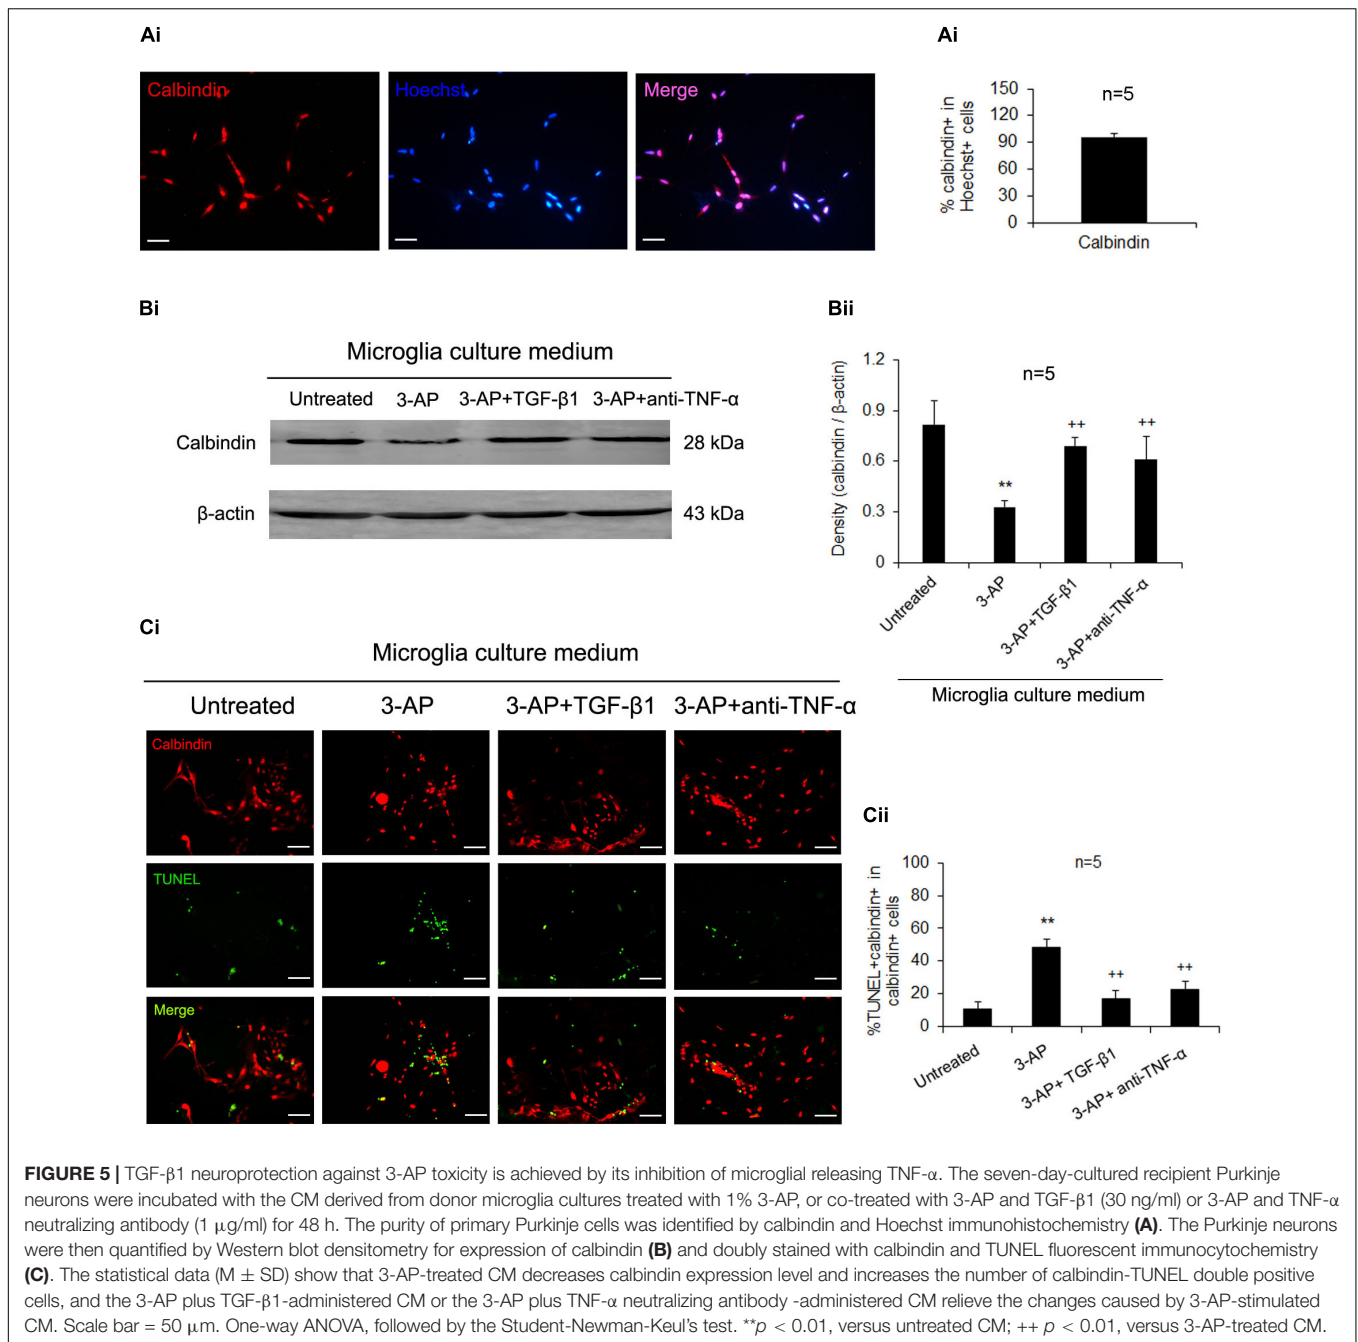 Ai
Calbindin
Hoechst
Merge
Ai
% calbindin+ in
Hoechst+ cells
150
120
90
60
30
0
n=5
Calbindin
Bi
Microglia culture medium
Untreated 3-AP 3-AP+TGF-β1 3-AP+anti-TNF-α
Calbindin 28 kDa
β-actin 43 kDa
Bii
Density (calbindin / β-actin)
1.2
0.9
0.6
0.3
0
n=5
**
++
++
Untreated
3-AP
3-AP+TGF-β1
3-AP+anti-TNF-α
Microglia culture medium
Ci
Microglia culture medium
Untreated 3-AP 3-AP+TGF-β1 3-AP+anti-TNF-α
Calbindin
TUNEL
Merge
Cii
%TUNEL+calbindin+ in
calbindin+ cells
100
80
60
40
20
0
n=5
**
++
++
Untreated
3-AP
3-AP+ TGF-β1
3-AP+ anti-TNF-α
FIGURE 5 | TGF-β1 neuroprotection against 3-AP toxicity is achieved by its inhibition of microglial releasing TNF-α. The seven-day-cultured recipient Purkinje
neurons were incubated with the CM derived from donor microglia cultures treated with 1% 3-AP, or co-treated with 3-AP and TGF-β1 (30 ng/ml) or 3-AP and TNF-α
neutralizing antibody (1 μg/ml) for 48 h. The purity of primary Purkinje cells was identified by calbindin and Hoechst immunohistochemistry (A). The Purkinje neurons
were then quantified by Western blot densitometry for expression of calbindin (B) and doubly stained with calbindin and TUNEL fluorescent immunocytochemistry
(C). The statistical data (M ± SD) show that 3-AP-treated CM decreases calbindin expression level and increases the number of calbindin-TUNEL double positive
cells, and the 3-AP plus TGF-β1-administered CM or the 3-AP plus TNF-α neutralizing antibody -administered CM relieve the changes caused by 3-AP-stimulated
CM. Scale bar = 50 μm. One-way ANOVA, followed by the Student-Newman-Keul's test. **p < 0.01, versus untreated CM; ++ p < 0.01, versus 3-AP-treated CM.